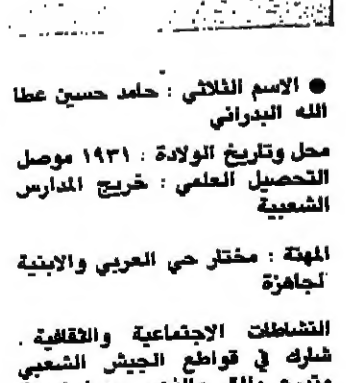 ● الاسم الثلاثي : حامد حسين عطا
الله البدراني
محل وتاريخ الولادة : ١٩٣١ موصل
التحصيل العلمي : خريج المدارس
الشعبية
المهنة : مختار حي العربي والابنية
الجاهزة
النشاطات الاجتماعية والثقافية .
شارك في قواطع الجيش الشعبي